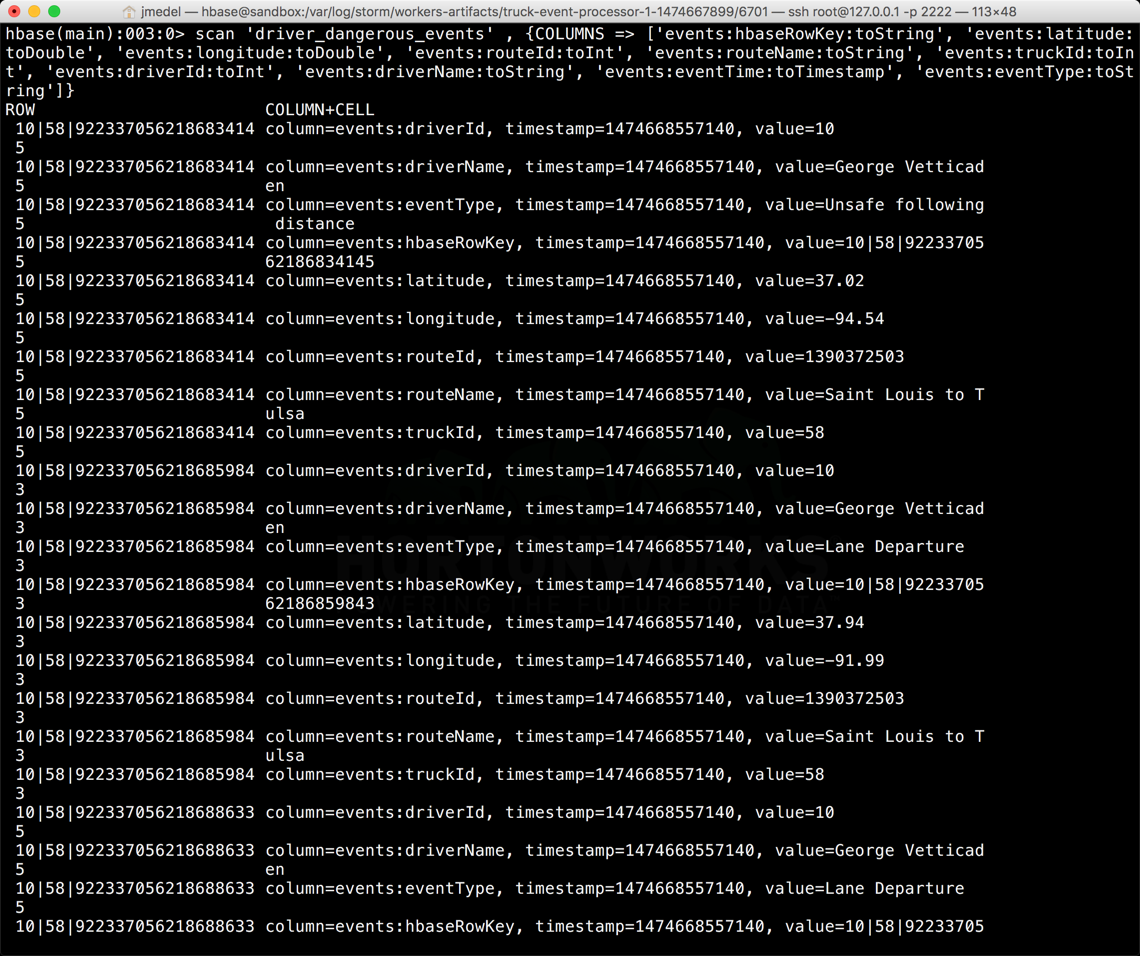 jmedel — hbase@sandbox:/var/log/storm/workers-artifacts/truck-event-processor-1-1474667899/6701 — ssh root@127.0.0.1 -p 2222 — 113×48
hbase(main):003:0> scan 'driver_dangerous_events' , {COLUMNS => ['events:hbaseRowKey:toString', 'events:latitude:
toDouble', 'events:longitude:toDouble', 'events:routeId:toInt', 'events:routeName:toString', 'events:truckId:toIn
t', 'events:driverId:toInt', 'events:driverName:toString', 'events:eventTime:toTimestamp', 'events:eventType:toSt
ring']}
ROW COLUMN+CELL
10|58|922337056218683414 column=events:driverId, timestamp=1474668557140, value=10
5
10|58|922337056218683414 column=events:driverName, timestamp=1474668557140, value=George Vetticad
5 en
10|58|922337056218683414 column=events:eventType, timestamp=1474668557140, value=Unsafe following
5 distance
10|58|922337056218683414 column=events:hbaseRowKey, timestamp=1474668557140, value=10|58|92233705
5 62186834145
10|58|922337056218683414 column=events:latitude, timestamp=1474668557140, value=37.02
5
10|58|922337056218683414 column=events:longitude, timestamp=1474668557140, value=-94.54
5
10|58|922337056218683414 column=events:routeId, timestamp=1474668557140, value=1390372503
5
10|58|922337056218683414 column=events:routeName, timestamp=1474668557140, value=Saint Louis to T
5 ulsa
10|58|922337056218683414 column=events:truckId, timestamp=1474668557140, value=58
5
10|58|922337056218685984 column=events:driverId, timestamp=1474668557140, value=10
3
10|58|922337056218685984 column=events:driverName, timestamp=1474668557140, value=George Vetticad
3 en
10|58|922337056218685984 column=events:eventType, timestamp=1474668557140, value=Lane Departure
3
10|58|922337056218685984 column=events:hbaseRowKey, timestamp=1474668557140, value=10|58|92233705
3 62186859843
10|58|922337056218685984 column=events:latitude, timestamp=1474668557140, value=37.94
3
10|58|922337056218685984 column=events:longitude, timestamp=1474668557140, value=-91.99
3
10|58|922337056218685984 column=events:routeId, timestamp=1474668557140, value=1390372503
3
10|58|922337056218685984 column=events:routeName, timestamp=1474668557140, value=Saint Louis to T
3 ulsa
10|58|922337056218685984 column=events:truckId, timestamp=1474668557140, value=58
3
10|58|922337056218688633 column=events:driverId, timestamp=1474668557140, value=10
5
10|58|922337056218688633 column=events:driverName, timestamp=1474668557140, value=George Vetticad
5 en
10|58|922337056218688633 column=events:eventType, timestamp=1474668557140, value=Lane Departure
5
10|58|922337056218688633 column=events:hbaseRowKey, timestamp=1474668557140, value=10|58|92233705
HORTONWORKS
POWERING THE FUTURE OF DATA